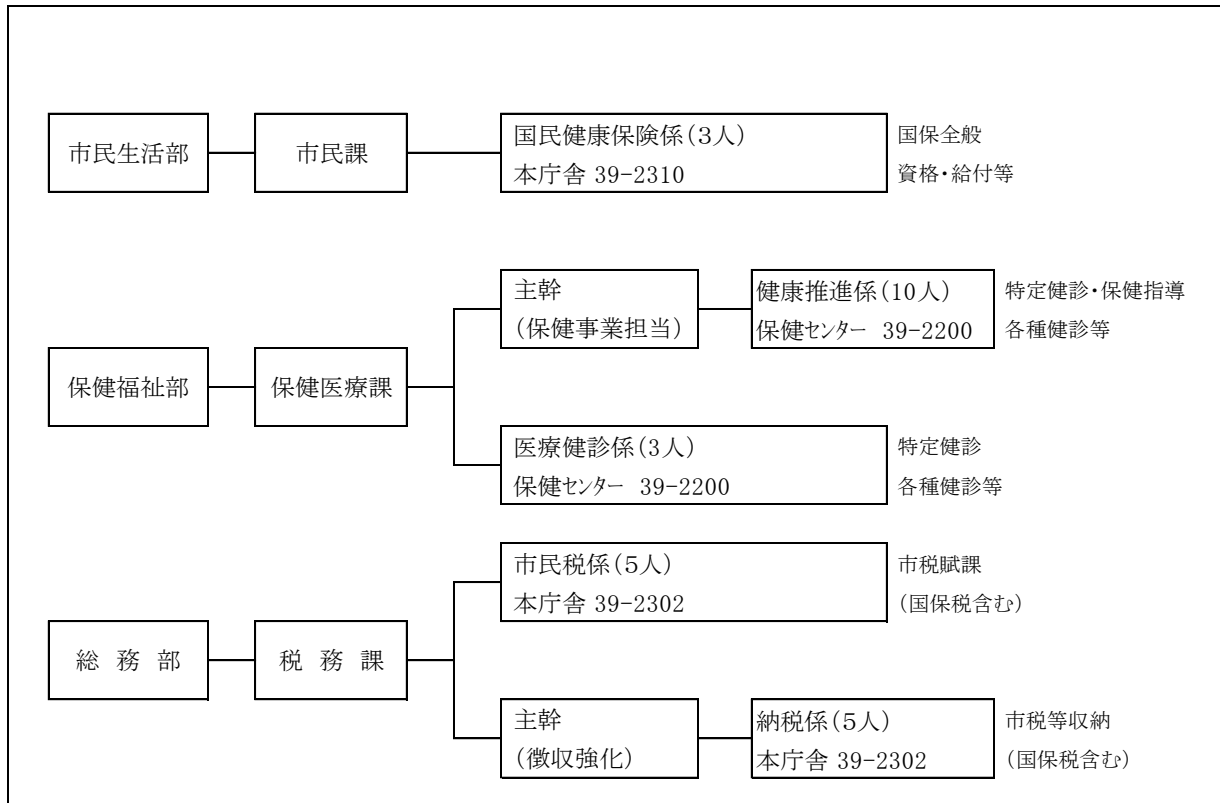 市民生活部
市民課
国民健康保険係(3人)
本庁舎 39-2310
国保全般
資格・給付等
保健福祉部
保健医療課
主幹
(保健事業担当)
健康推進係(10人)
保健センター 39-2200
特定健診・保健指導
各種健診等
医療健診係(3人)
保健センター 39-2200
特定健診
各種健診等
総 務 部
税 務 課
市民税係(5人)
本庁舎 39-2302
市税賦課
(国保税含む)
主幹
(徴収強化)
納税係(5人)
本庁舎 39-2302
市税等収納
(国保税含む)